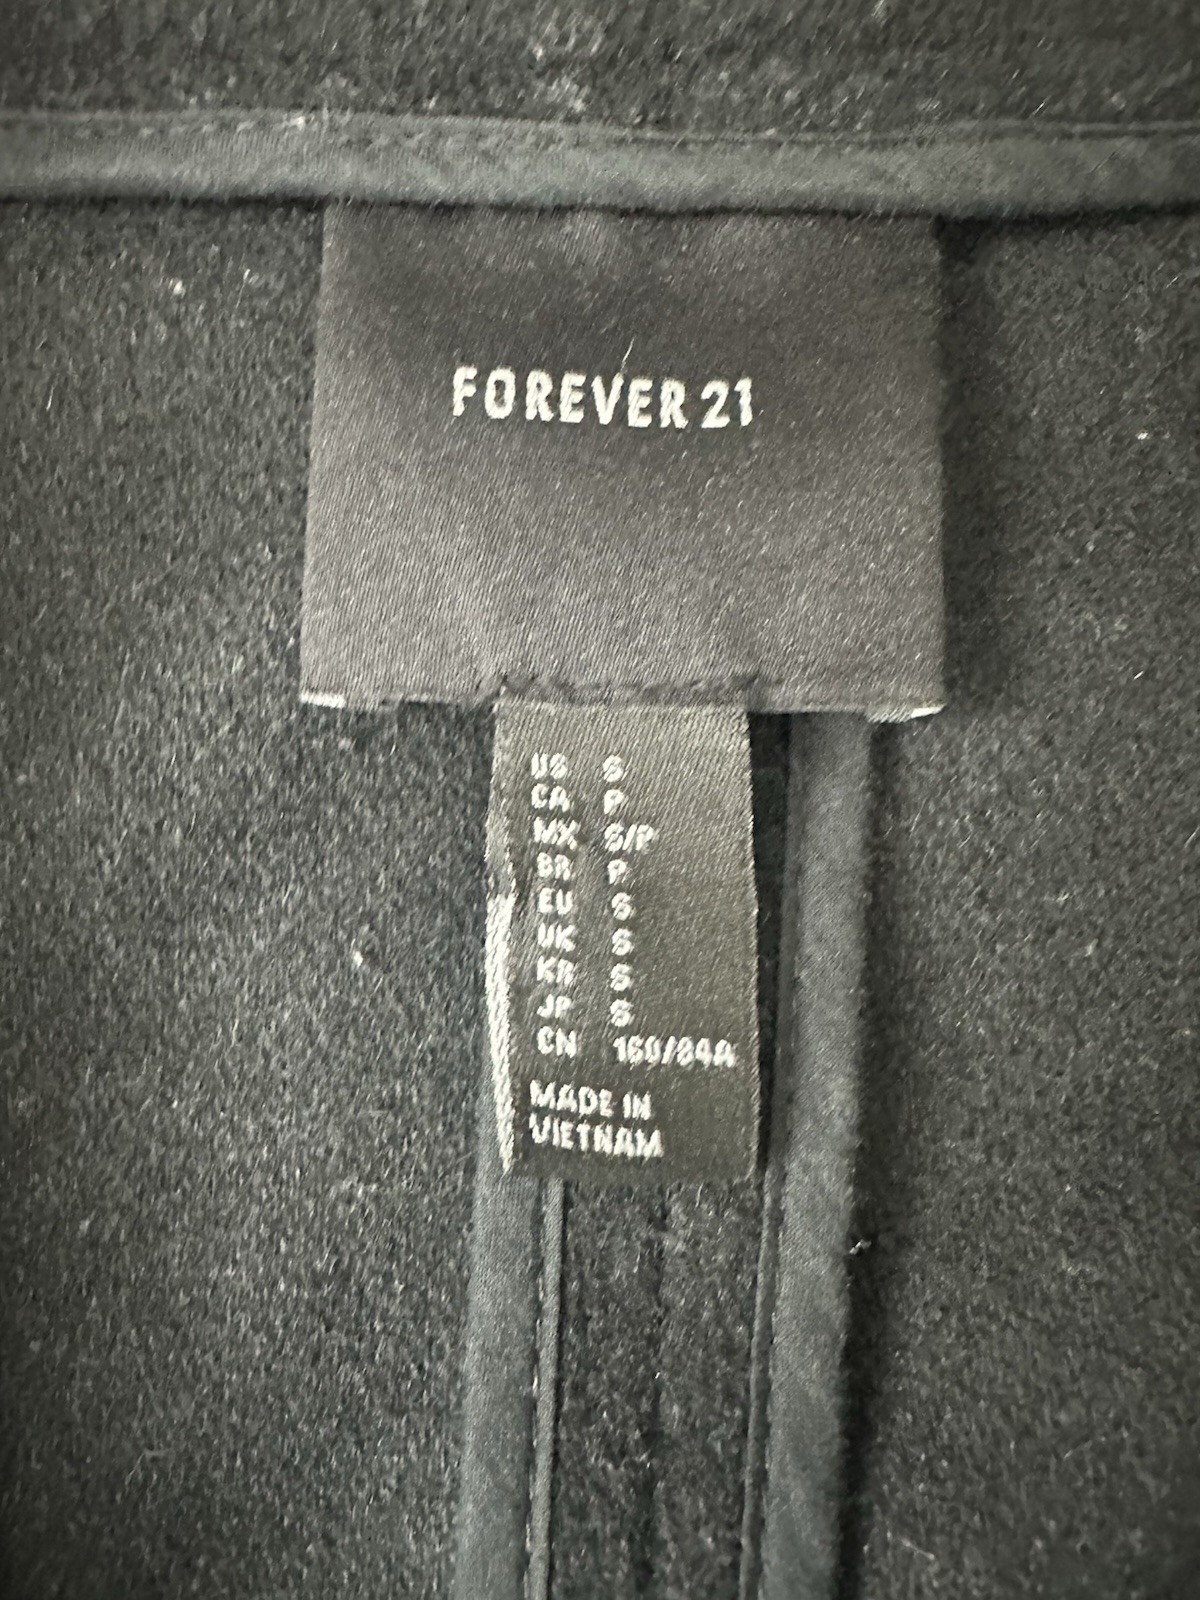 FOREVER 21
US S
CA P
MX S/P
BR P
EU S
UK S
KR S
JP S
CN 160/84A
MADE IN
VIETNAM